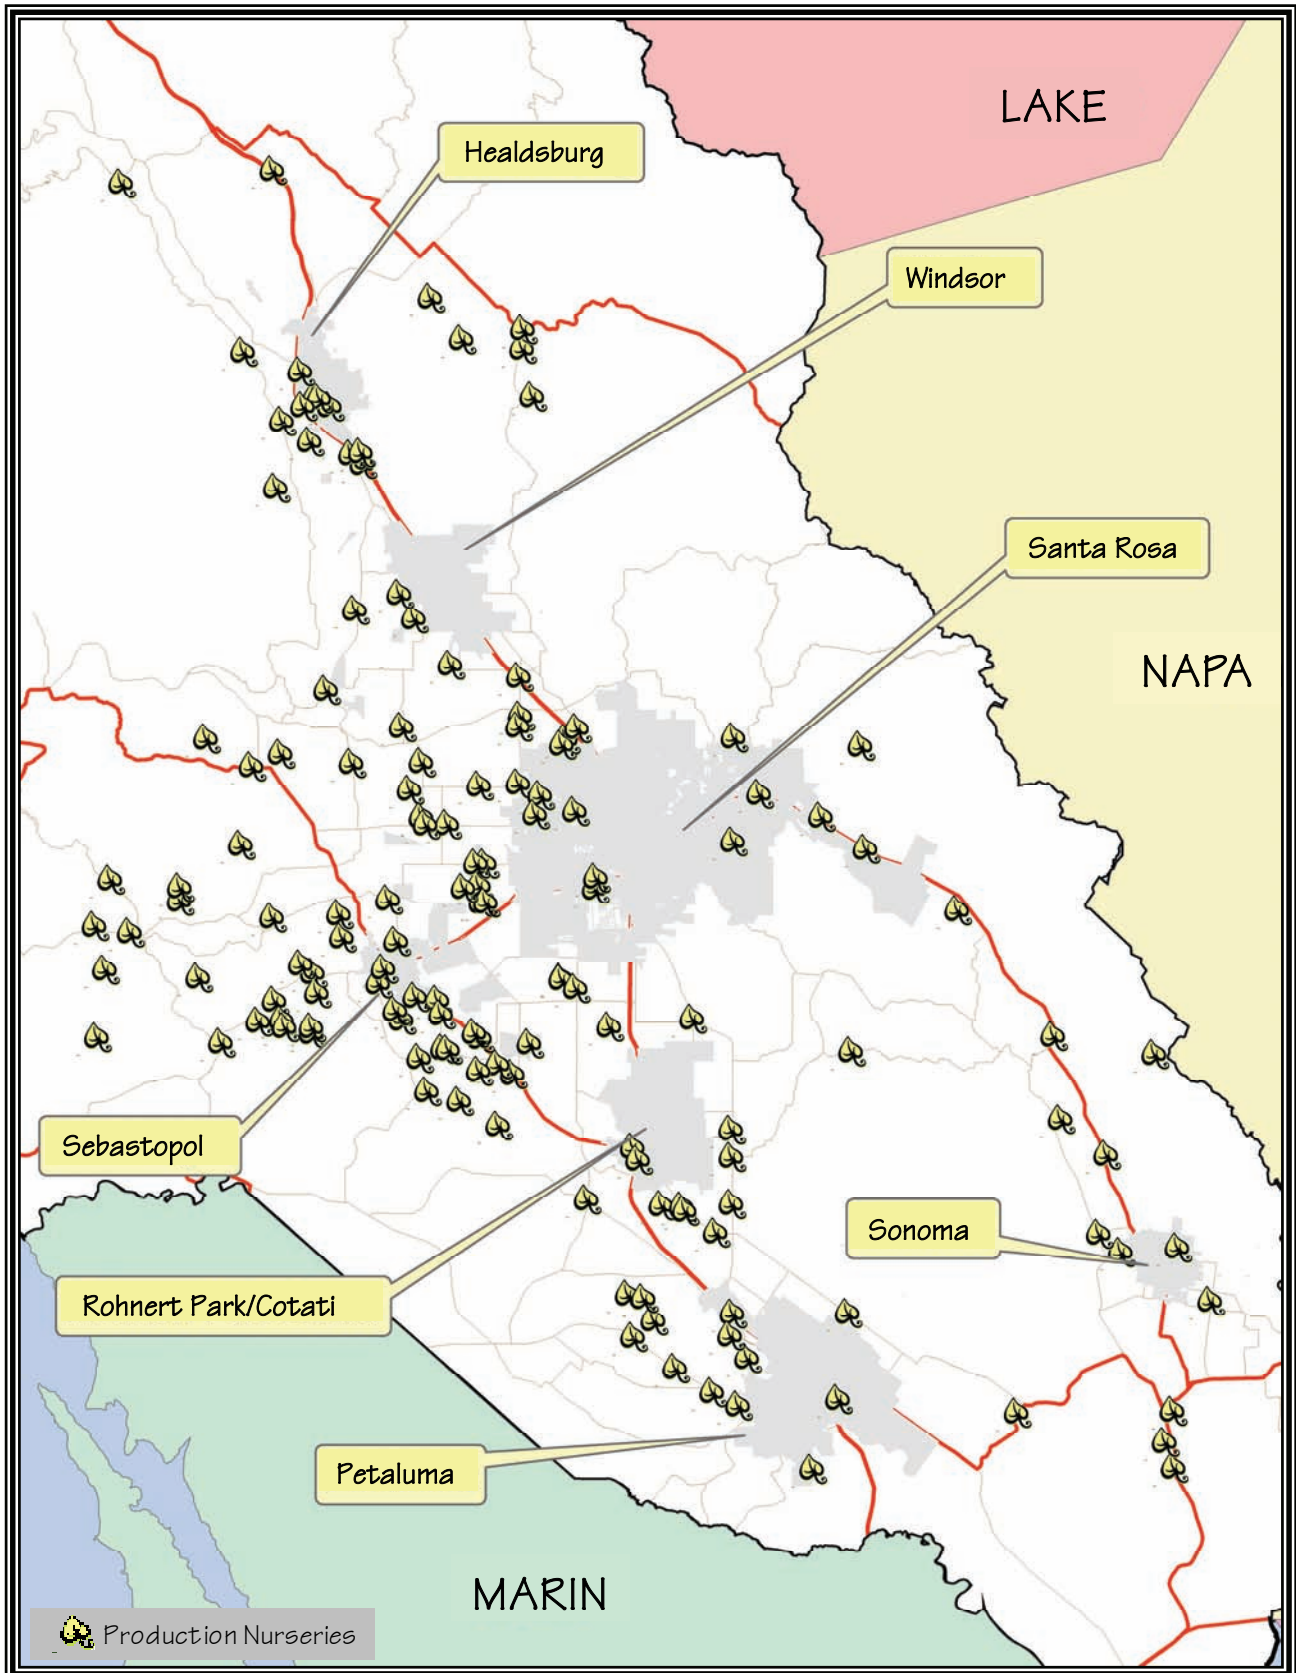 LAKE
Healdsburg
Windsor
Santa Rosa
NAPA
Sebastopol
Sonoma
Rohnert Park/Cotati
Petaluma
MARIN
Production Nurseries